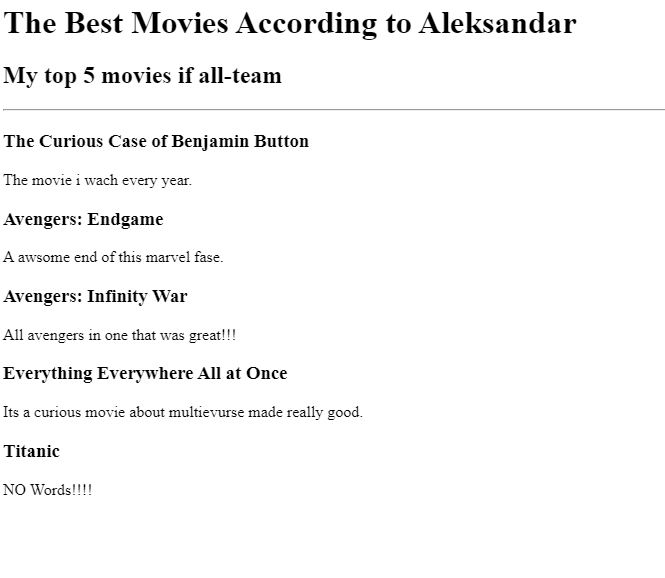 The Best Movies According to Aleksandar
My top 5 movies if all-team
The Curious Case of Benjamin Button
The movie i wach every year.
Avengers: Endgame
A awsome end of this marvel fase.
Avengers: Infinity War
All avengers in one that was great!!!
Everything Everywhere All at Once
Its a curious movie about multievurse made really good.
Titanic
NO Words!!!!